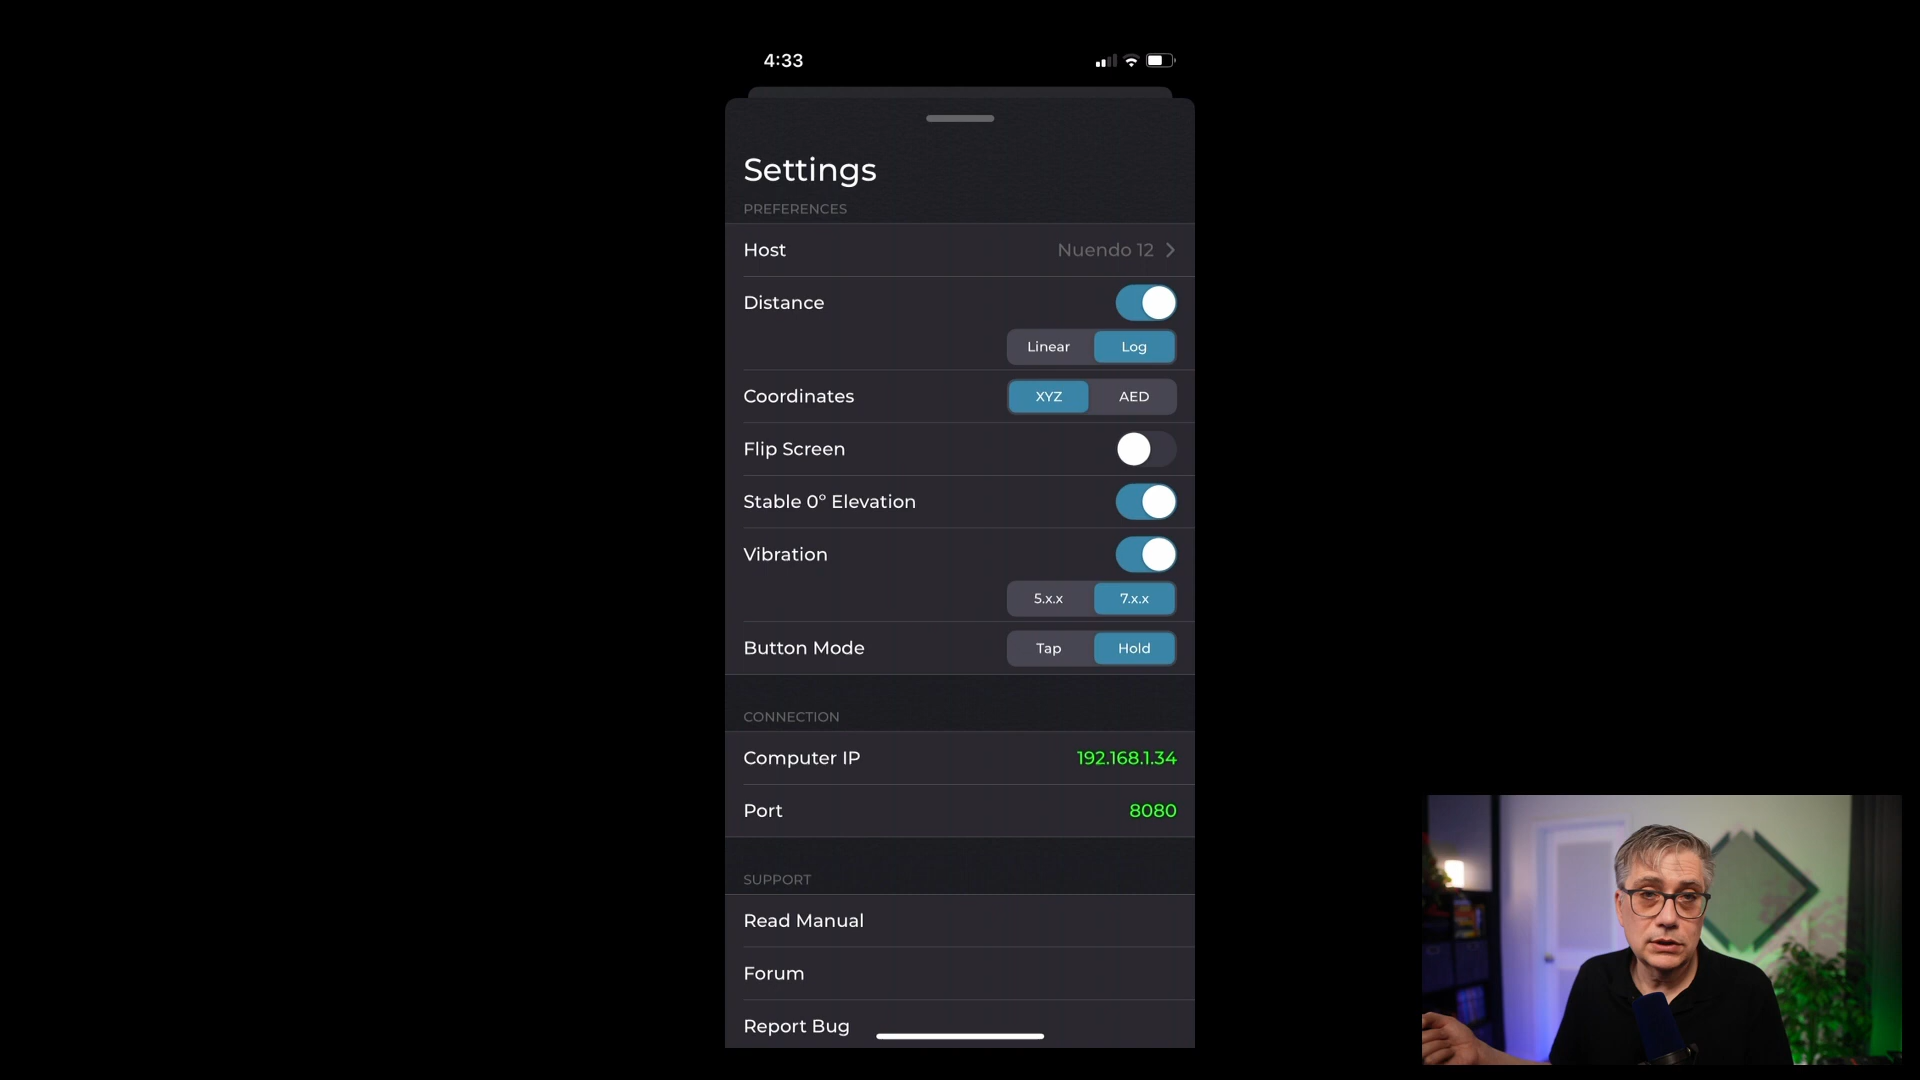 4:33
Settings
PREFERENCES
Host Nuendo 12
Distance
Linear Log
Coordinates XYZ AED
Flip Screen
Stable 0° Elevation
Vibration
5.x.x 7.x.x
Button Mode Tap Hold
CONNECTION
Computer IP 192.168.1.34
Port 8080
SUPPORT
Read Manual
Forum
Report Bug